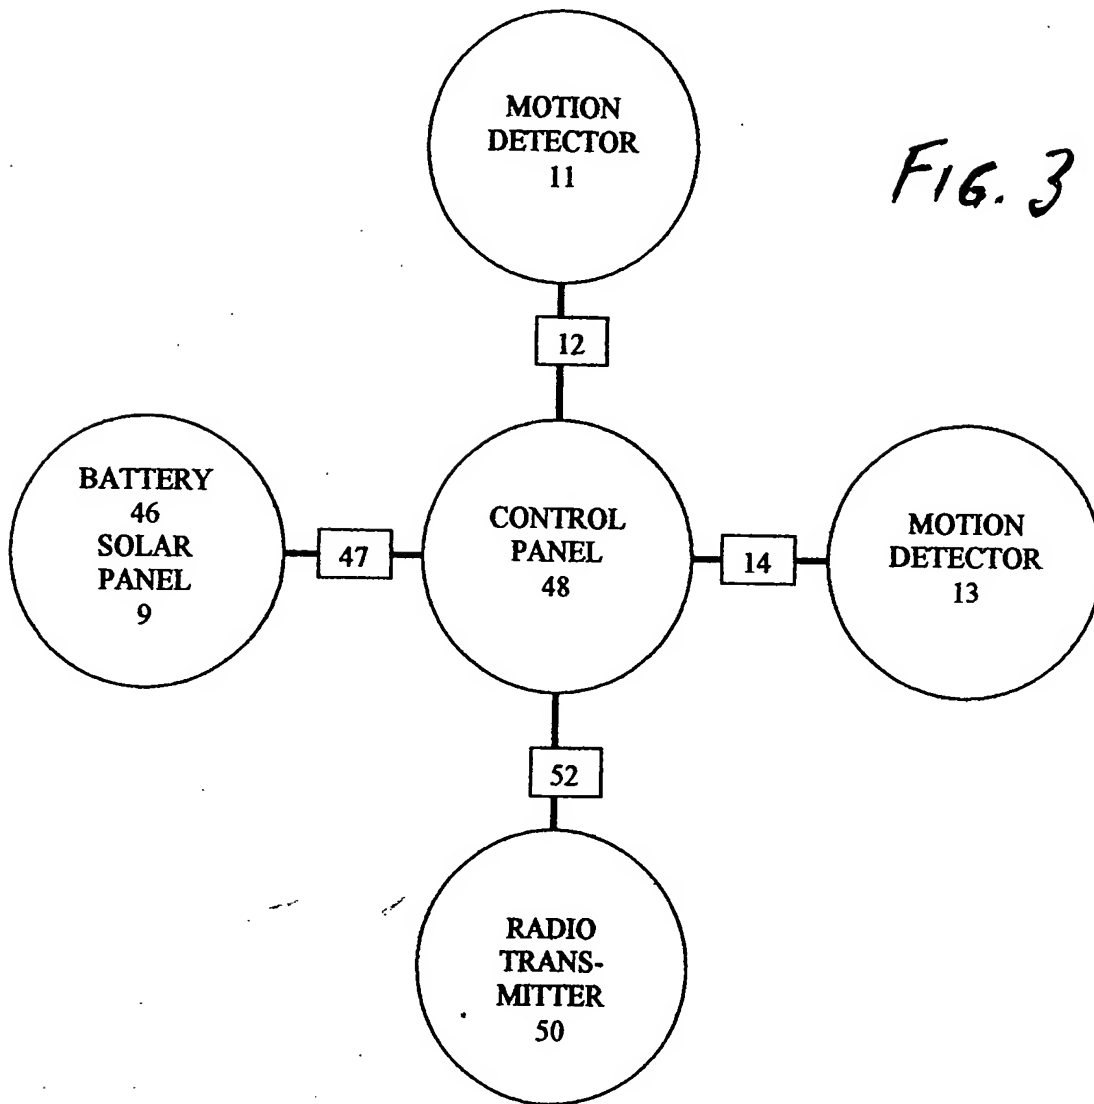 MOTION
DETECTOR
11
FIG. 3
12
BATTERY
46
SOLAR
PANEL
9
47
CONTROL
PANEL
48
14
MOTION
DETECTOR
13
52
RADIO
TRANS-
MITTER
50